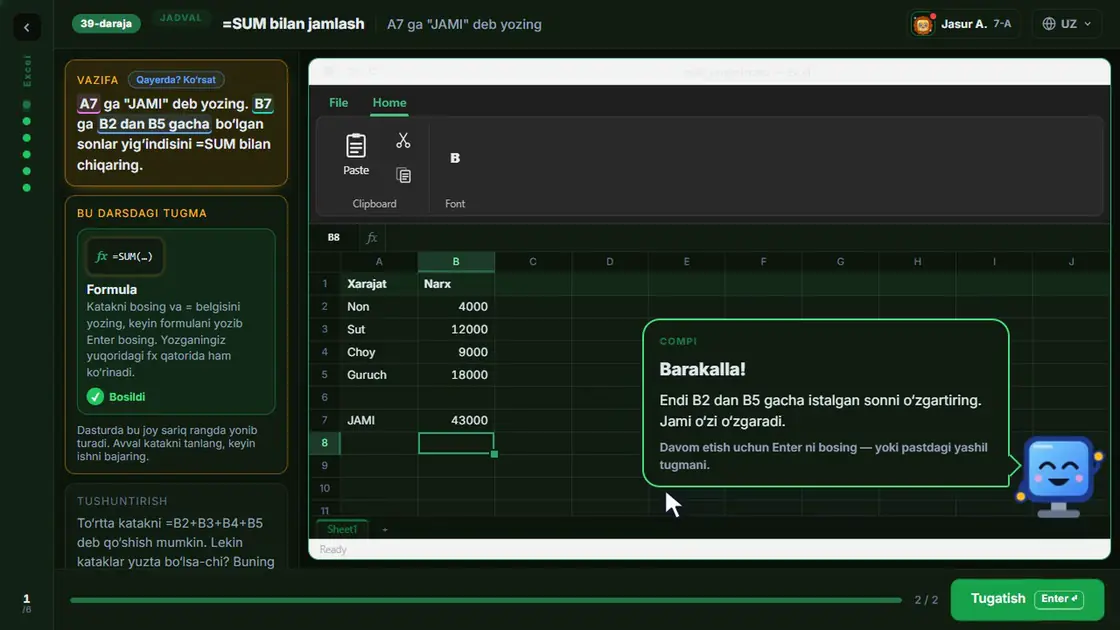 39-daraja
JADVAL
=SUM bilan jamlash
A7 ga "JAMI" deb yozing
Jasur A. 7-A
UZ
Excel
VAZIFA
Qayerda? Ko‘rsat
A7 ga "JAMI" deb yozing. B7
ga B2 dan B5 gacha bo‘lgan
sonlar yig‘indisini =SUM bilan
chiqaring.
BU DARSDAGI TUGMA
fx =SUM(…)
Formula
Katakni bosing va = belgisini
yozing, keyin formulani yozib
Enter bosing. Yozganingiz
yuqoridagi fx qatorida ham
ko‘rinadi.
Bosildi
Dasturda bu joy sariq rangda yonib
turadi. Avval katakni tanlang, keyin
ishni bajaring.
TUSHUNTIRISH
To‘rtta katakni =B2+B3+B4+B5
deb qo‘shish mumkin. Lekin
kataklar yuzta bo‘lsa-chi? Buning
1
/6
File Home
Paste
Clipboard
B
Font
B8 fx
A B C D E F G H I J
1 Xarajat Narx
2 Non 4000
3 Sut 12000
4 Choy 9000
5 Guruch 18000
6
7 JAMI 43000
8
9
10
11
Sheet1 +
Ready
COMPI
Barakalla!
Endi B2 dan B5 gacha istalgan sonni o‘zgartiring.
Jami o‘zi o‘zgaradi.
Davom etish uchun Enter ni bosing — yoki pastdagi yashil
tugmani.
2 / 2
Tugatish Enter ↵